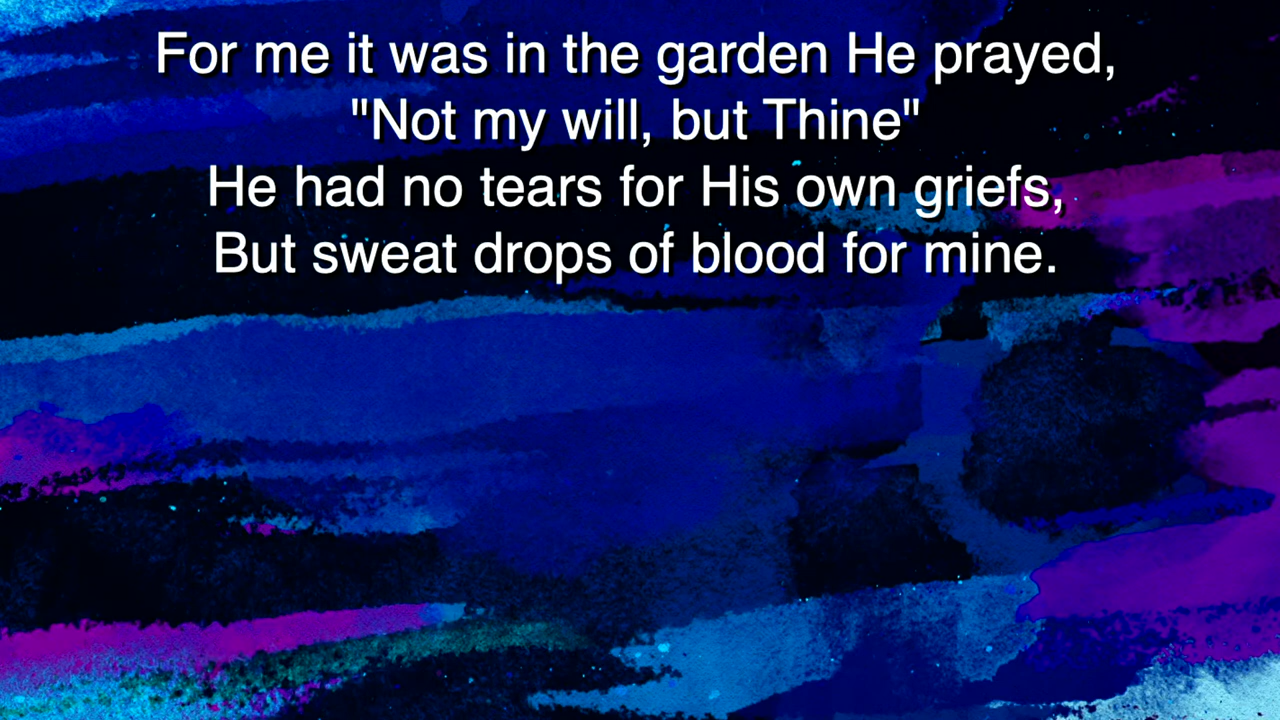 For me it was in the garden He prayed,
"Not my will, but Thine"
He had no tears for His own griefs,
But sweat drops of blood for mine.